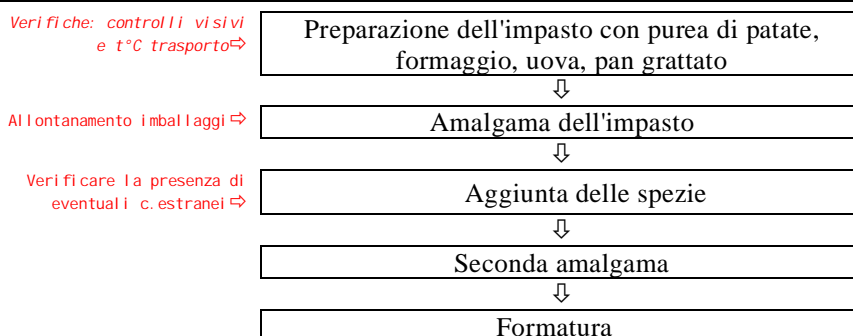 Verifiche: controlli visivi
e t°C trasporto⇨
Preparazione dell'impasto con purea di patate,
formaggio, uova, pan grattato
⇩
Allontanamento imballaggi⇨
Amalgama dell'impasto
⇩
Verificare la presenza di
eventuali c.estranei⇨
Aggiunta delle spezie
⇩
Seconda amalgama
⇩
Formatura